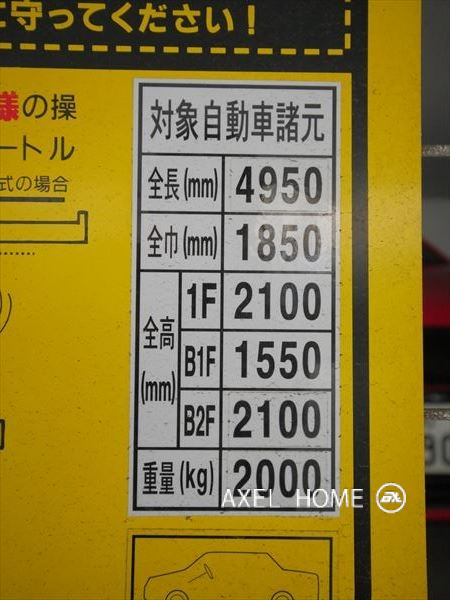 に守ってください！
様の操
ートル
式の場合
対象自動車諸元
全長(mm) 4950
全巾(mm) 1850
全高(mm) 1F 2100
B1F 1550
B2F 2100
重量(kg) 2000
AXEL HOME